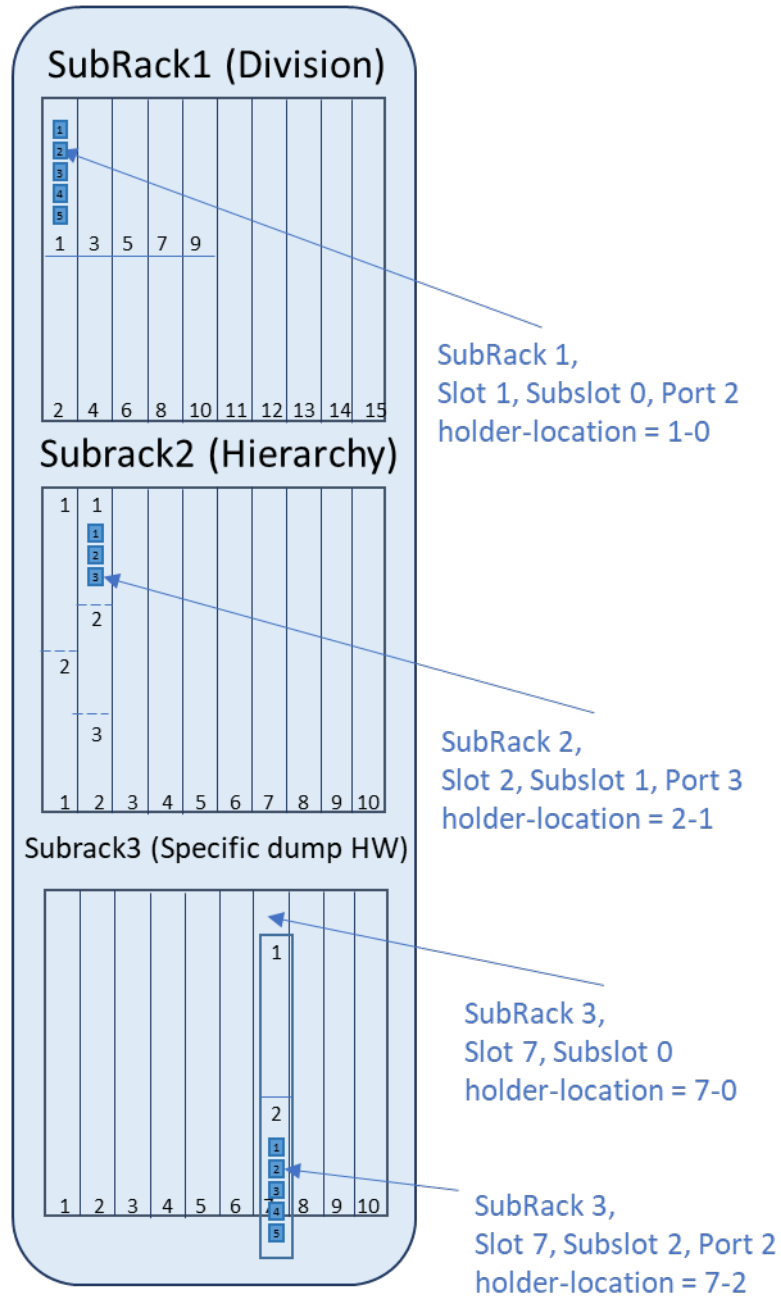 SubRack1 (Division)
1
2
3
4
5
1 3 5 7 9
2 4 6 8 10 11 12 13 14 15
SubRack 1,
Slot 1, Subslot 0, Port 2
holder-location = 1-0
Subrack2 (Hierarchy)
1 1
1
2
3
2
2
3
1 2 3 4 5 6 7 8 9 10
SubRack 2,
Slot 2, Subslot 1, Port 3
holder-location = 2-1
Subrack3 (Specific dump HW)
1
2
1
2
3
4
5
1 2 3 4 5 6 7 8 9 10
SubRack 3,
Slot 7, Subslot 0
holder-location = 7-0
SubRack 3,
Slot 7, Subslot 2, Port 2
holder-location = 7-2